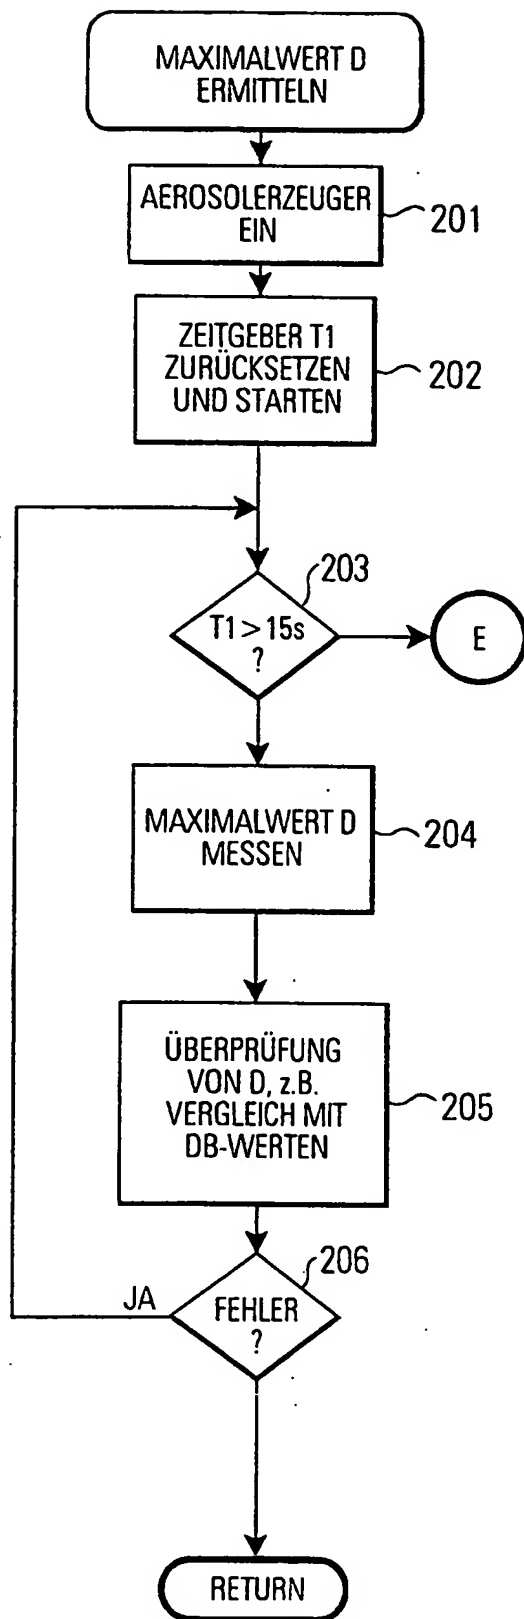 MAXIMALWERT D
ERMITTELN
AEROSOLERZEUGER
EIN
201
ZEITGEBER T1
ZURÜCKSETZEN
UND STARTEN
202
203
T1 > 15s
?
E
MAXIMALWERT D
MESSEN
204
ÜBERPRÜFUNG
VON D, z.B.
VERGLEICH MIT
DB-WERTEN
205
206
JA
FEHLER
?
RETURN